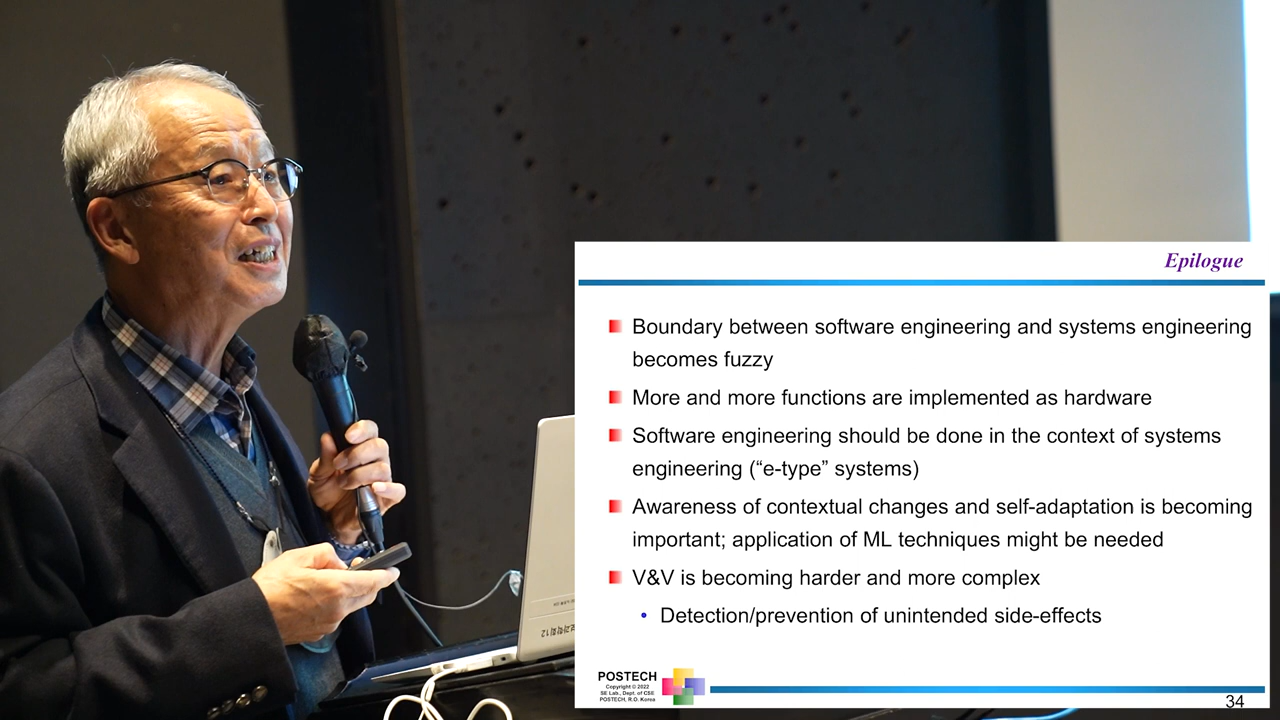 Epilogue
Boundary between software engineering and systems engineering
becomes fuzzy
More and more functions are implemented as hardware
Software engineering should be done in the context of systems
engineering (“e-type” systems)
Awareness of contextual changes and self-adaptation is becoming
important; application of ML techniques might be needed
V&V is becoming harder and more complex
• Detection/prevention of unintended side-effects
POSTECH
Copyright © 2022
SE Lab., Dept. of CSE
POSTECH, R.O. Korea
34